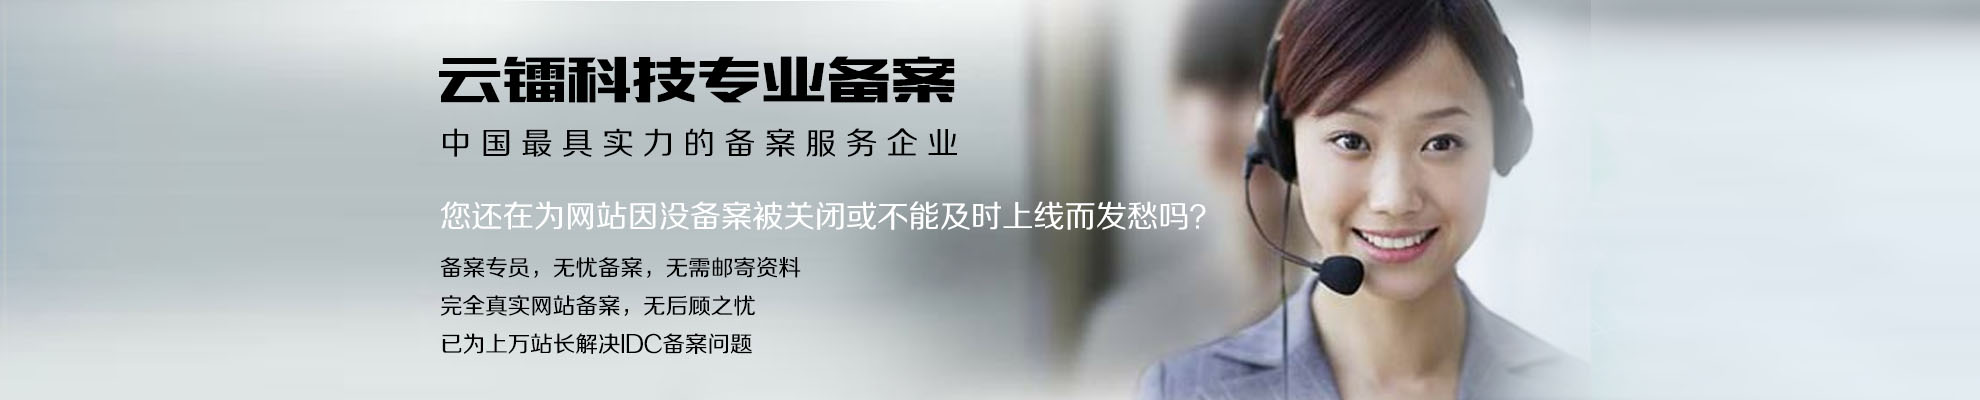 云镭科技专业备案
中国最具实力的备案服务企业
您还在为网站因没备案被关闭或不能及时上线而发愁吗?
备案专员，无忧备案，无需邮寄资料
完全真实网站备案，无后顾之忧
已为上万站长解决IDC备案问题